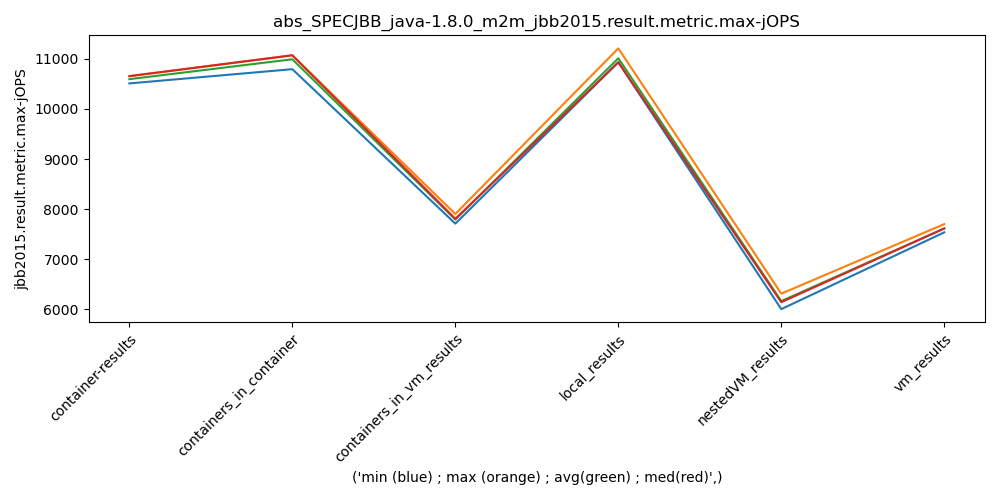 abs_SPECJBB_java-1.8.0_m2m_jbb2015.result.metric.max-jOPS
jbb2015.result.metric.max-jOPS
11000
10000
9000
8000
7000
6000
container-results
containers_in_container
containers_in_vm_results
local_results
nestedVM_results
vm_results
('min (blue) ; max (orange) ; avg(green) ; med(red)',)